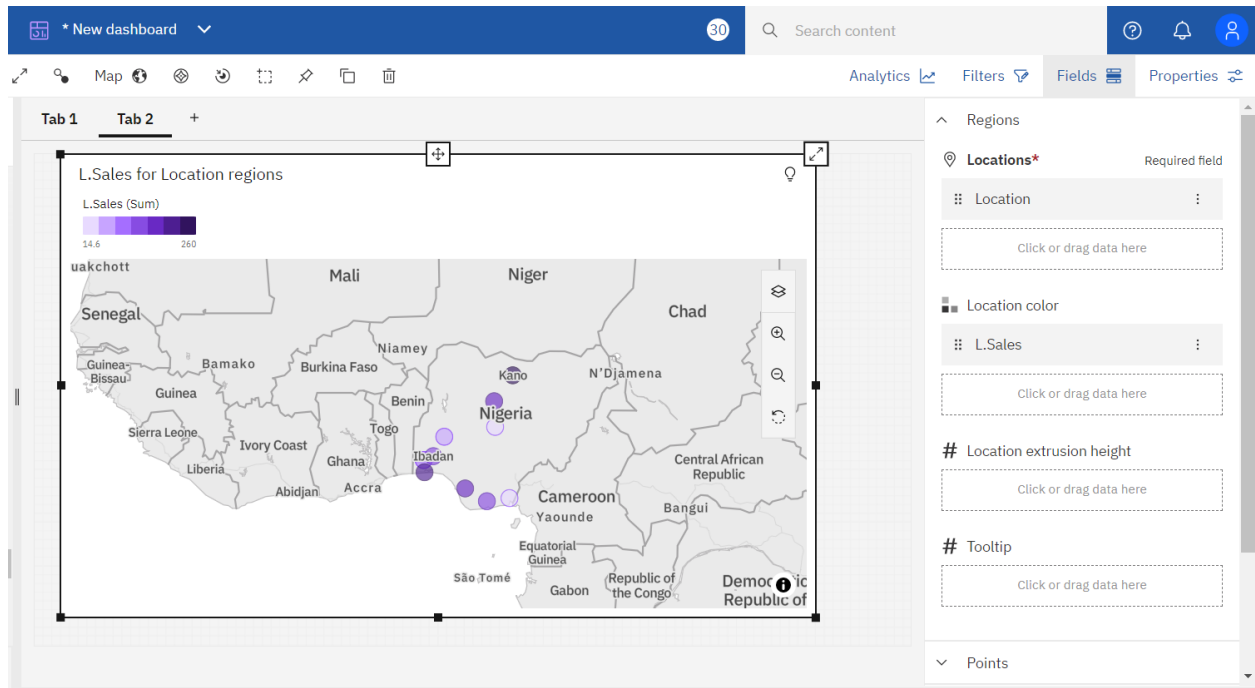 * New dashboard
30
Search content
Map
Analytics
Filters
Fields
Properties
Tab 1
Tab 2
+
L.Sales for Location regions
L.Sales (Sum)
14.6
260
uakchott
Mali
Niger
Chad
Senegal
Niamey
Bamako
Burkina Faso
N'Djamena
Guinea-
Bissau
Kano
Guinea
Benin
Nigeria
Sierra Leone
Togo
Ivory Coast
Ibadan
Ghana
Liberia
Central African
Republic
Abidjan
Accra
Cameroon
Bangui
Yaounde
Equatorial
Guinea
São Tomé
Gabon
Republic of
the Congo
Democ
ic
Republic of
Regions
Locations*
Required field
Location
Click or drag data here
Location color
L.Sales
Click or drag data here
# Location extrusion height
Click or drag data here
# Tooltip
Click or drag data here
Points